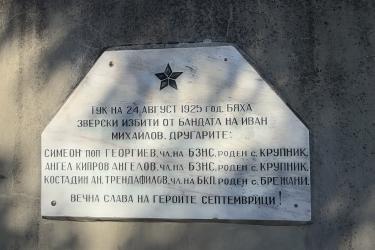 ТУК НА 24 АВГУСТ 1925 ГОД. БЯХА
ЗВЕРСКИ ИЗБИТИ ОТ БАНДАТА НА ИВАН
МИХАЙЛОВ, ДРУГАРИТЕ:
СИМЕОН ПОП ГЕОРГИЕВ, ЧЛ. НА БЗНС, РОДЕН С. КРУПНИК,
АНГЕЛ КИПРОВ АНГЕЛОВ, ЧЛ. НА БЗНС, РОДЕН С. КРУПНИК,
КОСТАДИН АН. ТРЕНДАФИЛОВ, ЧЛ. НА БКП, РОДЕН С. БРЕЖАНИ.
ВЕЧНА СЛАВА НА ГЕРОИТЕ СЕПТЕМВРИЦИ!